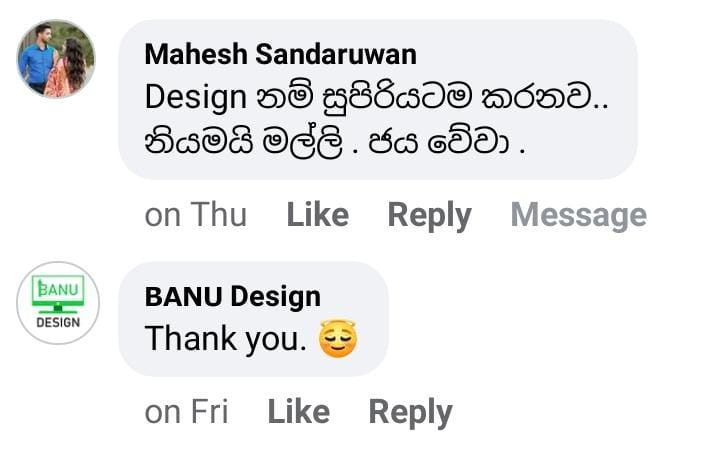 Mahesh Sandaruwan
Design නම් සුපිරියටම කරනව..
නියමයි මල්ලි . ජය වේවා .
on Thu Like Reply Message
BANU
DESIGN
BANU Design
Thank you. 😇
on Fri Like Reply